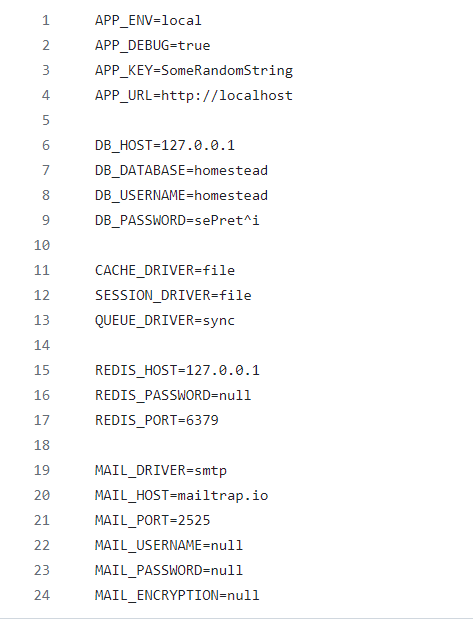 1 APP_ENV=local
2 APP_DEBUG=true
3 APP_KEY=SomeRandomString
4 APP_URL=http://localhost
5
6 DB_HOST=127.0.0.1
7 DB_DATABASE=homestead
8 DB_USERNAME=homestead
9 DB_PASSWORD=sePret^i
10
11 CACHE_DRIVER=file
12 SESSION_DRIVER=file
13 QUEUE_DRIVER=sync
14
15 REDIS_HOST=127.0.0.1
16 REDIS_PASSWORD=null
17 REDIS_PORT=6379
18
19 MAIL_DRIVER=smtp
20 MAIL_HOST=mailtrap.io
21 MAIL_PORT=2525
22 MAIL_USERNAME=null
23 MAIL_PASSWORD=null
24 MAIL_ENCRYPTION=null